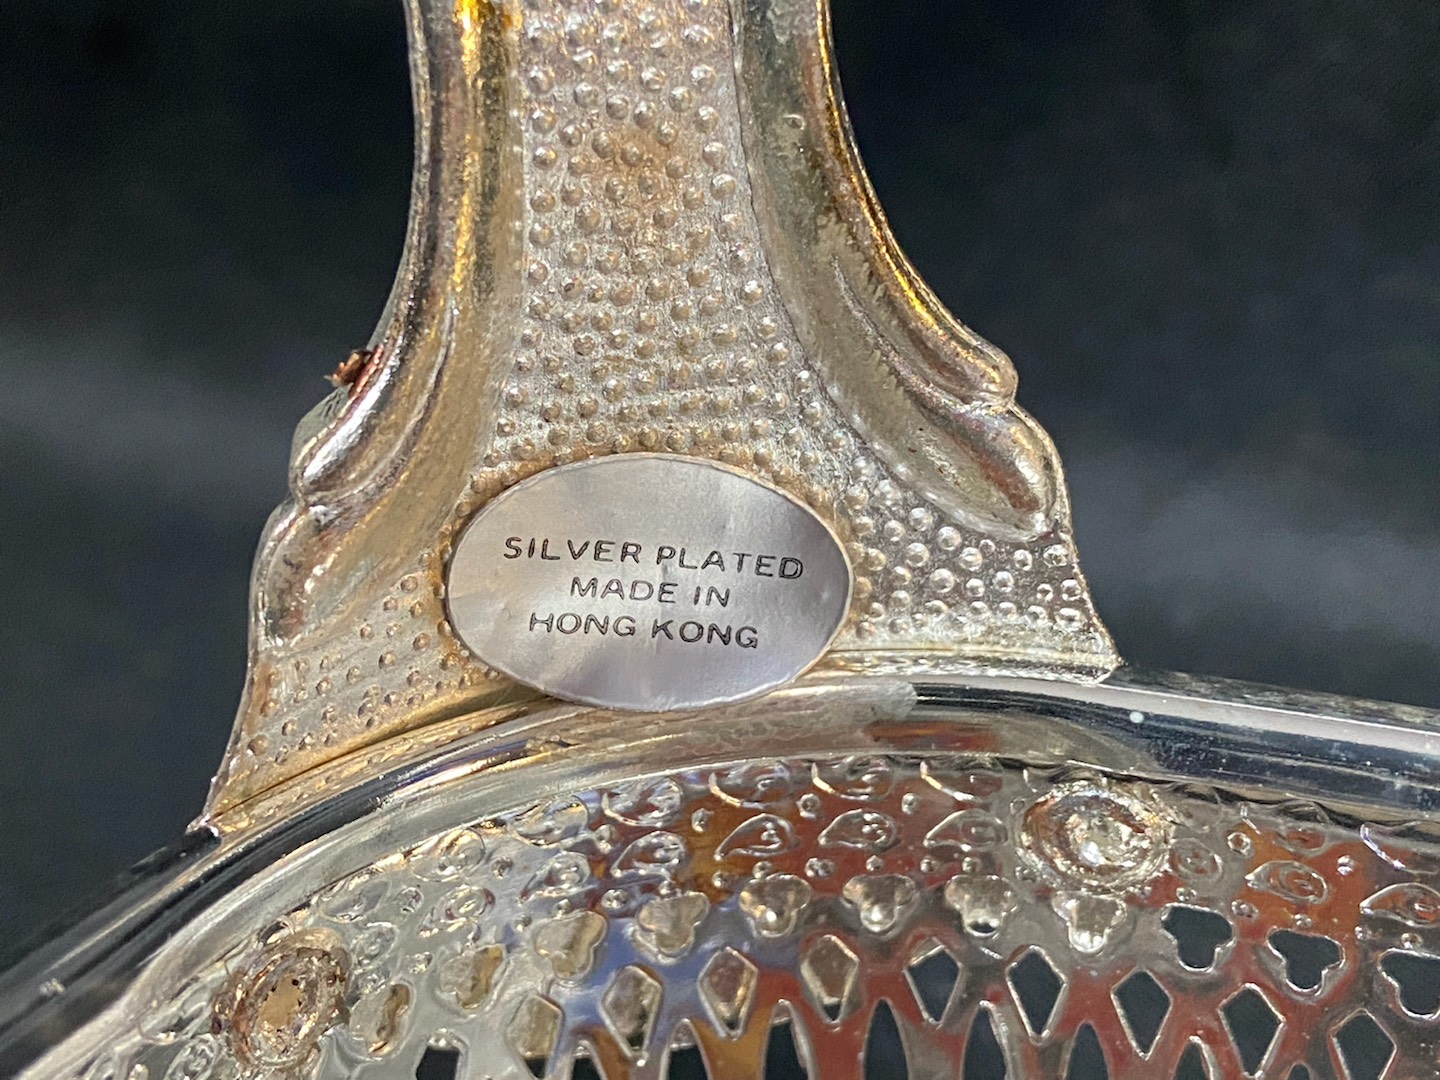 SILVER PLATED
MADE IN
HONG KONG